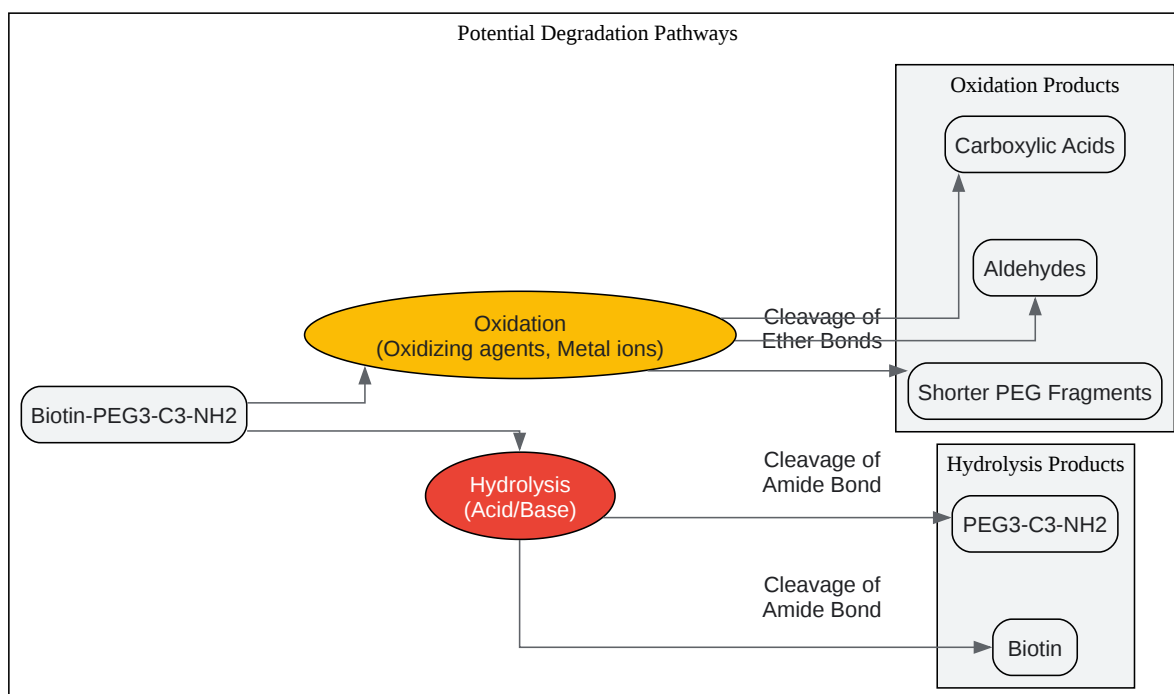 Potential Degradation Pathways
Oxidation Products
Carboxylic Acids
Aldehydes
Oxidation
(Oxidizing agents, Metal ions)
Cleavage of
Ether Bonds
Shorter PEG Fragments
Biotin-PEG3-C3-NH2
Hydrolysis
(Acid/Base)
Cleavage of
Amide Bond
Hydrolysis Products
PEG3-C3-NH2
Cleavage of
Amide Bond
Biotin